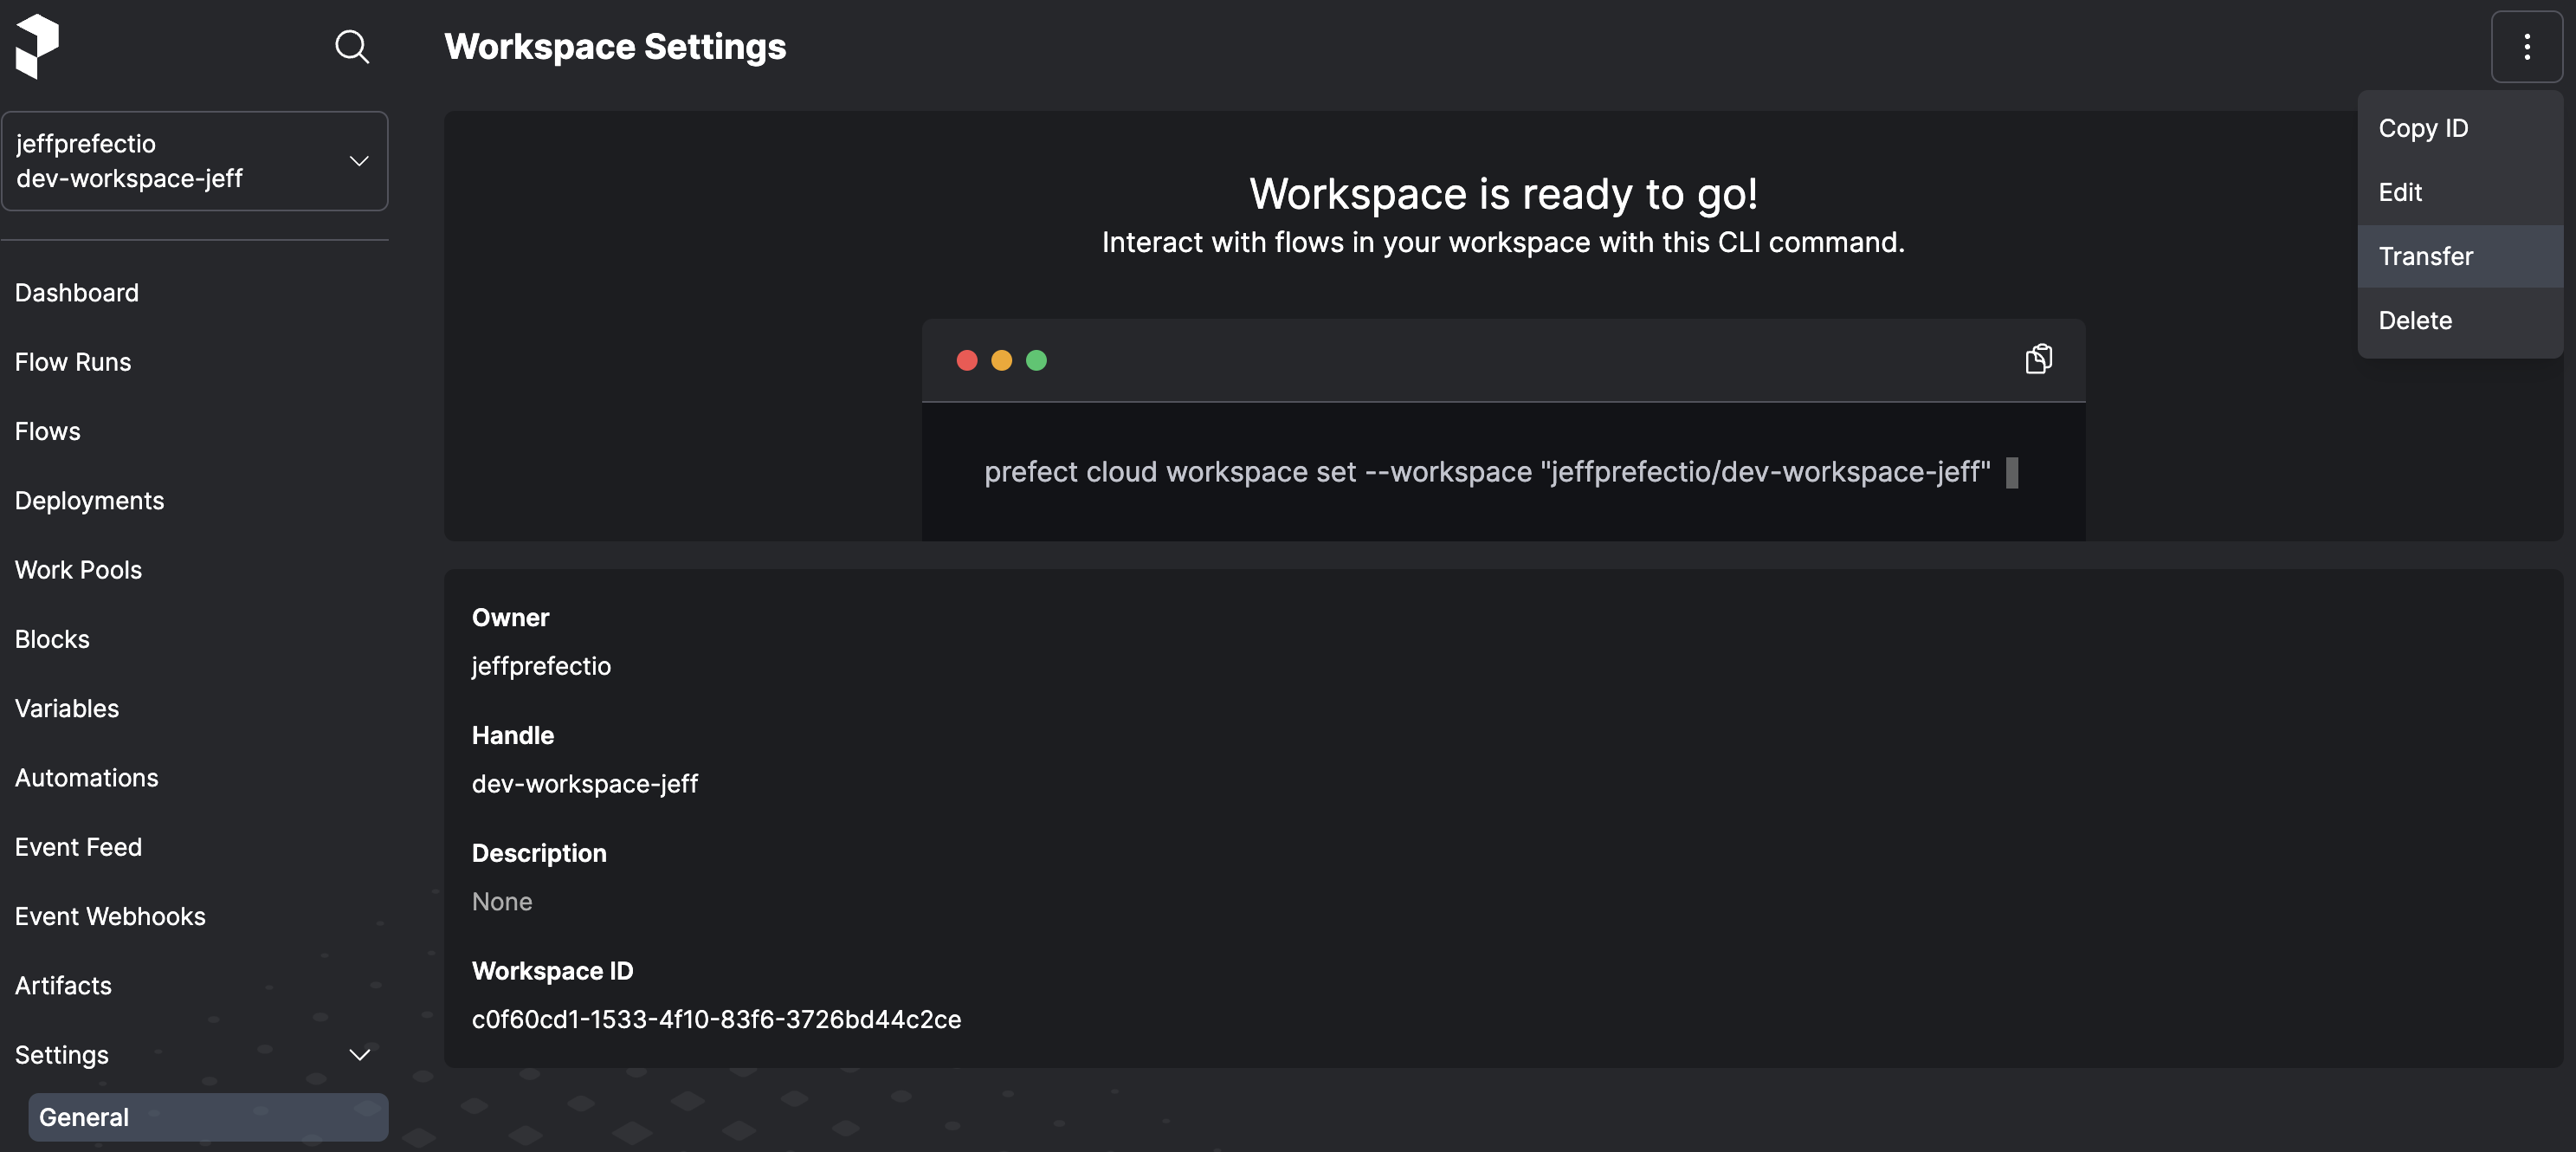 Workspace Settings
jeffprefectio
dev-workspace-jeff
Dashboard
Flow Runs
Flows
Deployments
Work Pools
Blocks
Variables
Automations
Event Feed
Event Webhooks
Artifacts
Settings
General
Copy ID
Edit
Transfer
Delete
Workspace is ready to go!
Interact with flows in your workspace with this CLI command.
prefect cloud workspace set --workspace "jeffprefectio/dev-workspace-jeff"
Owner
jeffprefectio
Handle
dev-workspace-jeff
Description
None
Workspace ID
c0f60cd1-1533-4f10-83f6-3726bd44c2ce